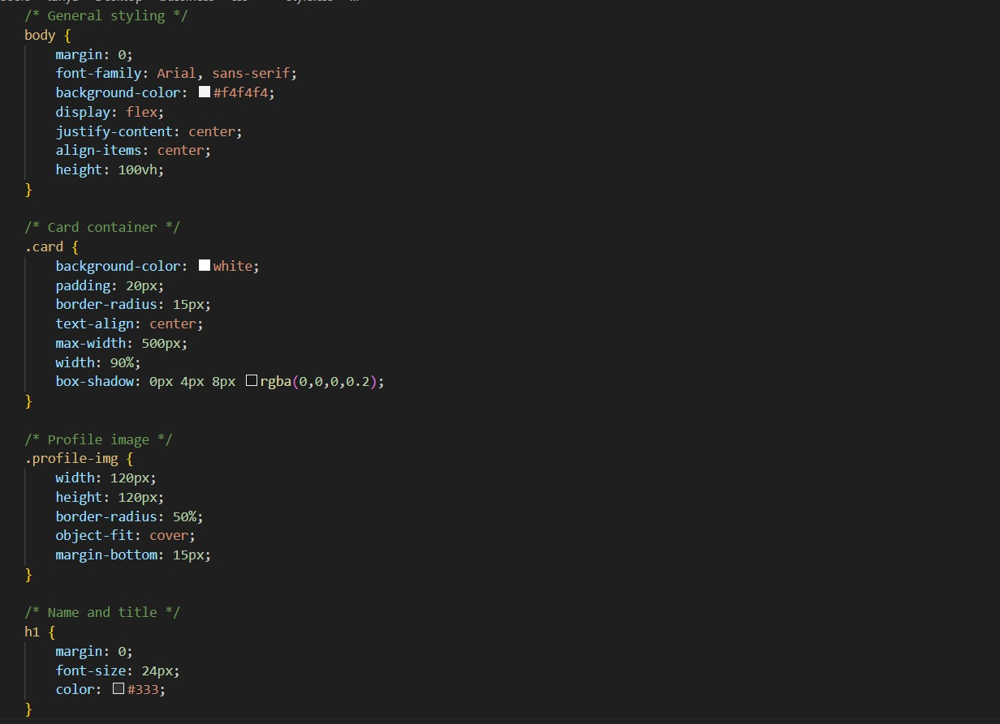 /* General styling */
body {
    margin: 0;
    font-family: Arial, sans-serif;
    background-color: #f4f4f4;
    display: flex;
    justify-content: center;
    align-items: center;
    height: 100vh;
}

/* Card container */
.card {
    background-color: white;
    padding: 20px;
    border-radius: 15px;
    text-align: center;
    max-width: 500px;
    width: 90%;
    box-shadow: 0px 4px 8px rgba(0,0,0,0.2);
}

/* Profile image */
.profile-img {
    width: 120px;
    height: 120px;
    border-radius: 50%;
    object-fit: cover;
    margin-bottom: 15px;
}

/* Name and title */
h1 {
    margin: 0;
    font-size: 24px;
    color: #333;
}